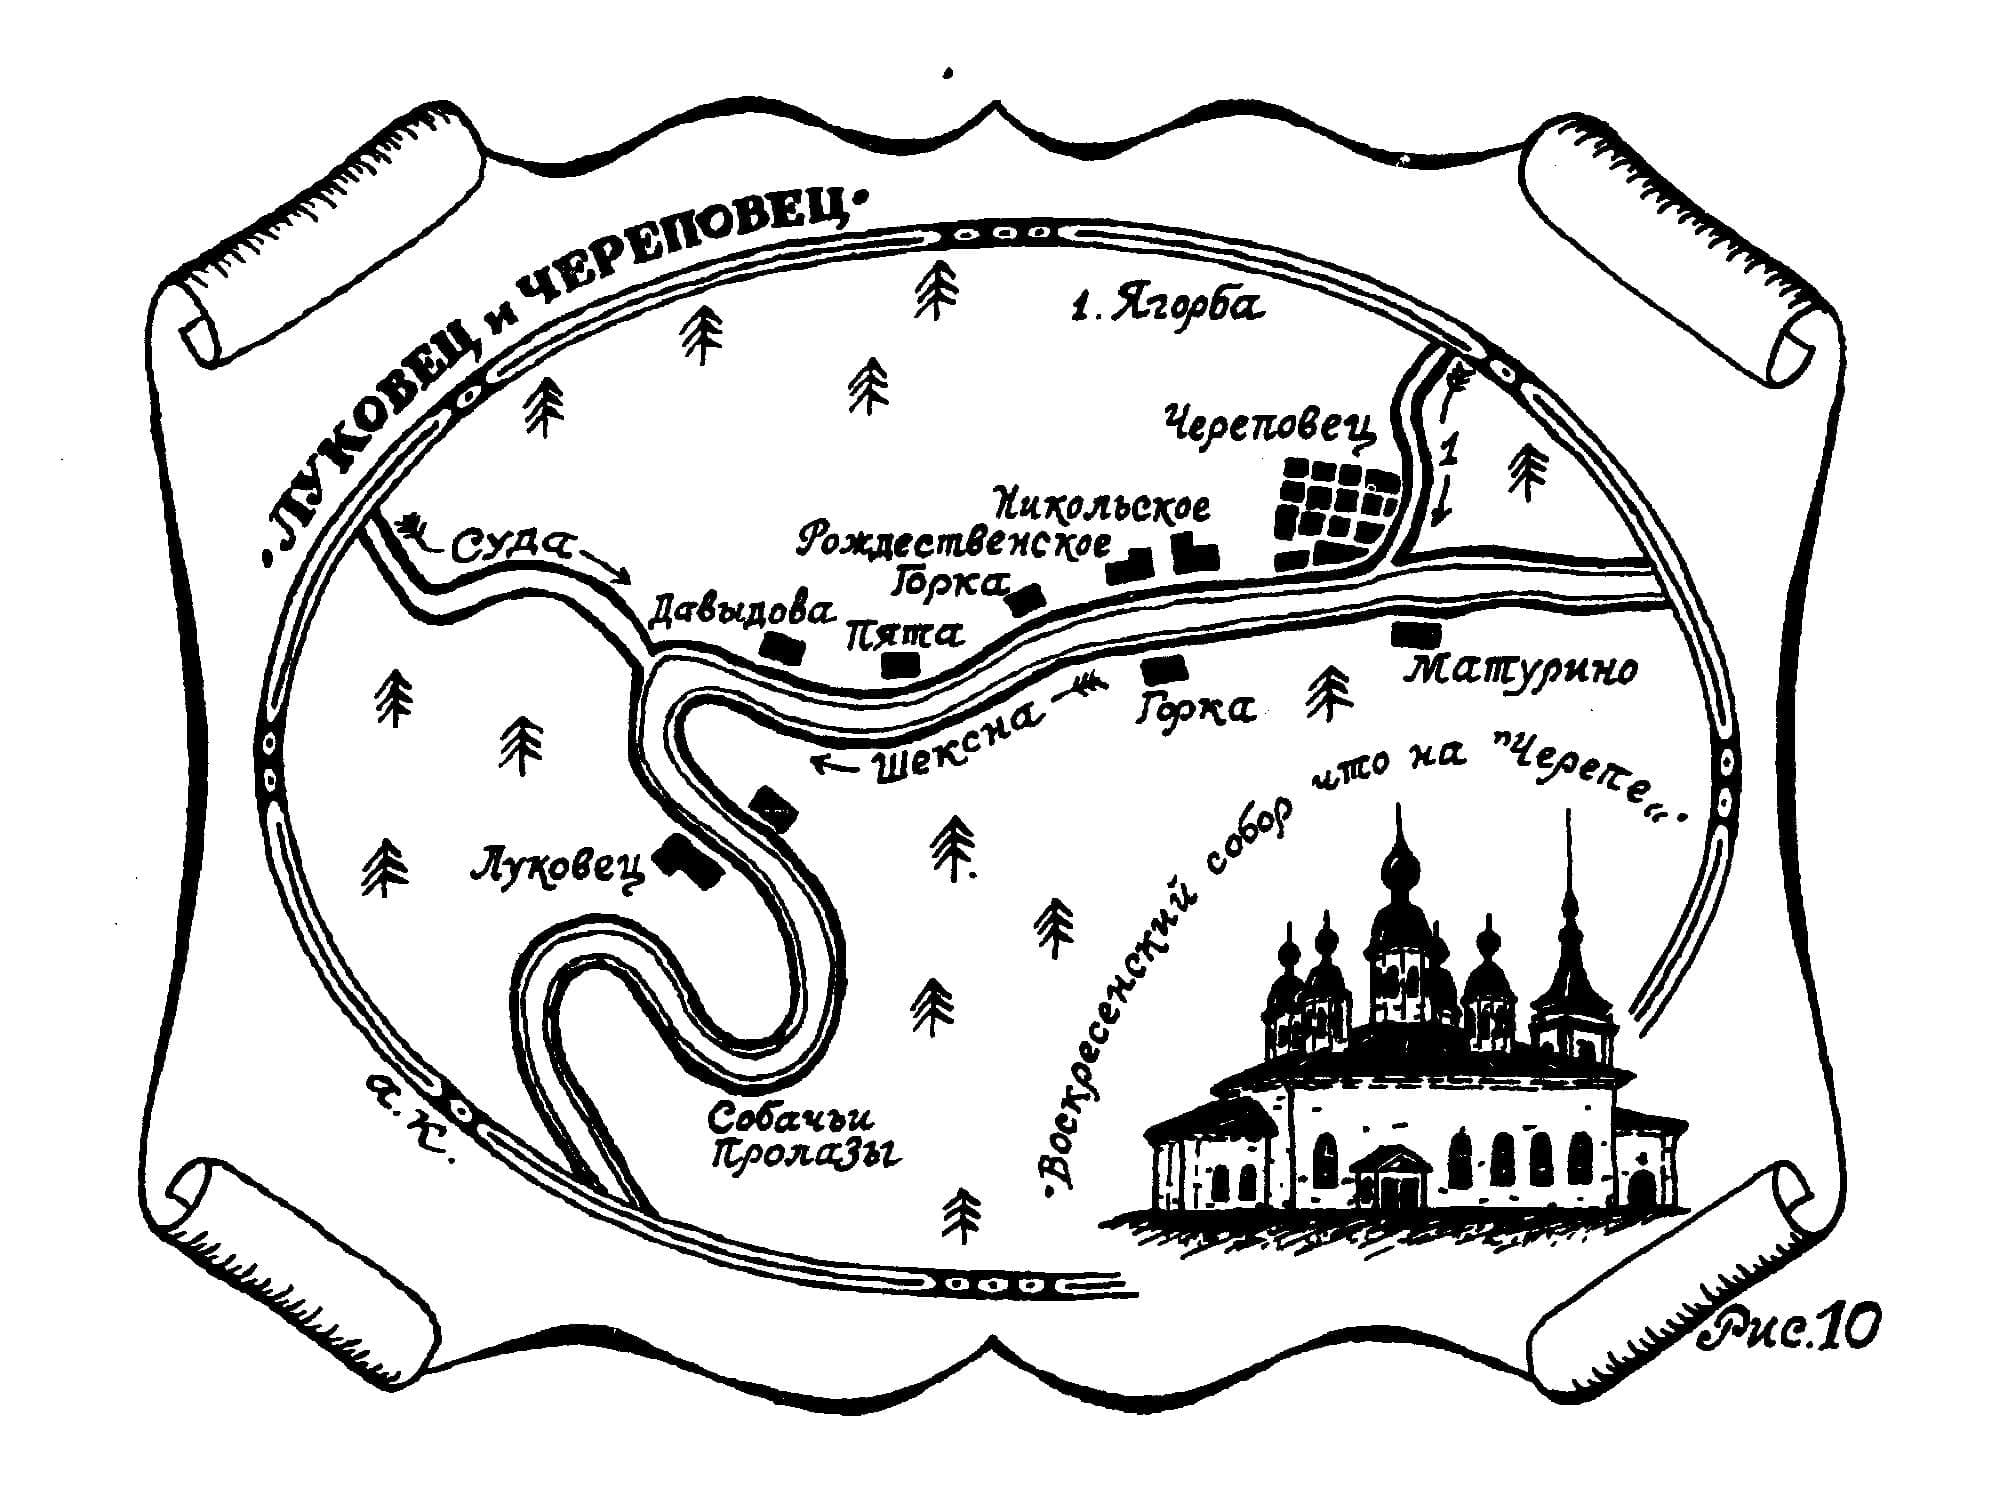 ·ЛУКОВЕЦ и ЧЕРЕПОВЕЦ·
1. Ягорба
Череповец
1
Никольское
Рождественское
Горка
Суда
Давыдова
Пята
Матурино
Горка
Шексна
·Воскресенский собор что на "Черепе"·
Луковец
Собачьи
Пролазы
а.к.
Рис.10